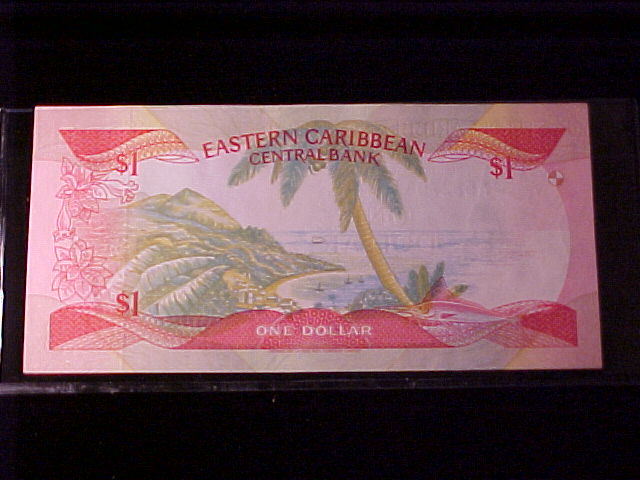 EASTERN CARIBBEAN
CENTRAL BANK
$1
$1
$1
ONE DOLLAR